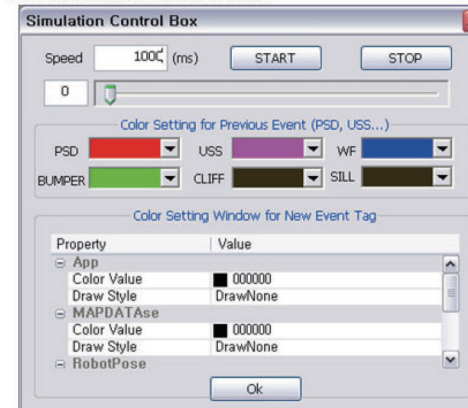 Simulation Control Box
Speed 1000 (ms) START STOP
0
Color Setting for Previous Event (PSD, USS...)
PSD USS WF
BUMPER CLIFF SILL
Color Setting Window for New Event Tag
Property Value
App
Color Value 000000
Draw Style DrawNone
MAPDATAse
Color Value 000000
Draw Style DrawNone
RobotPose
Ok